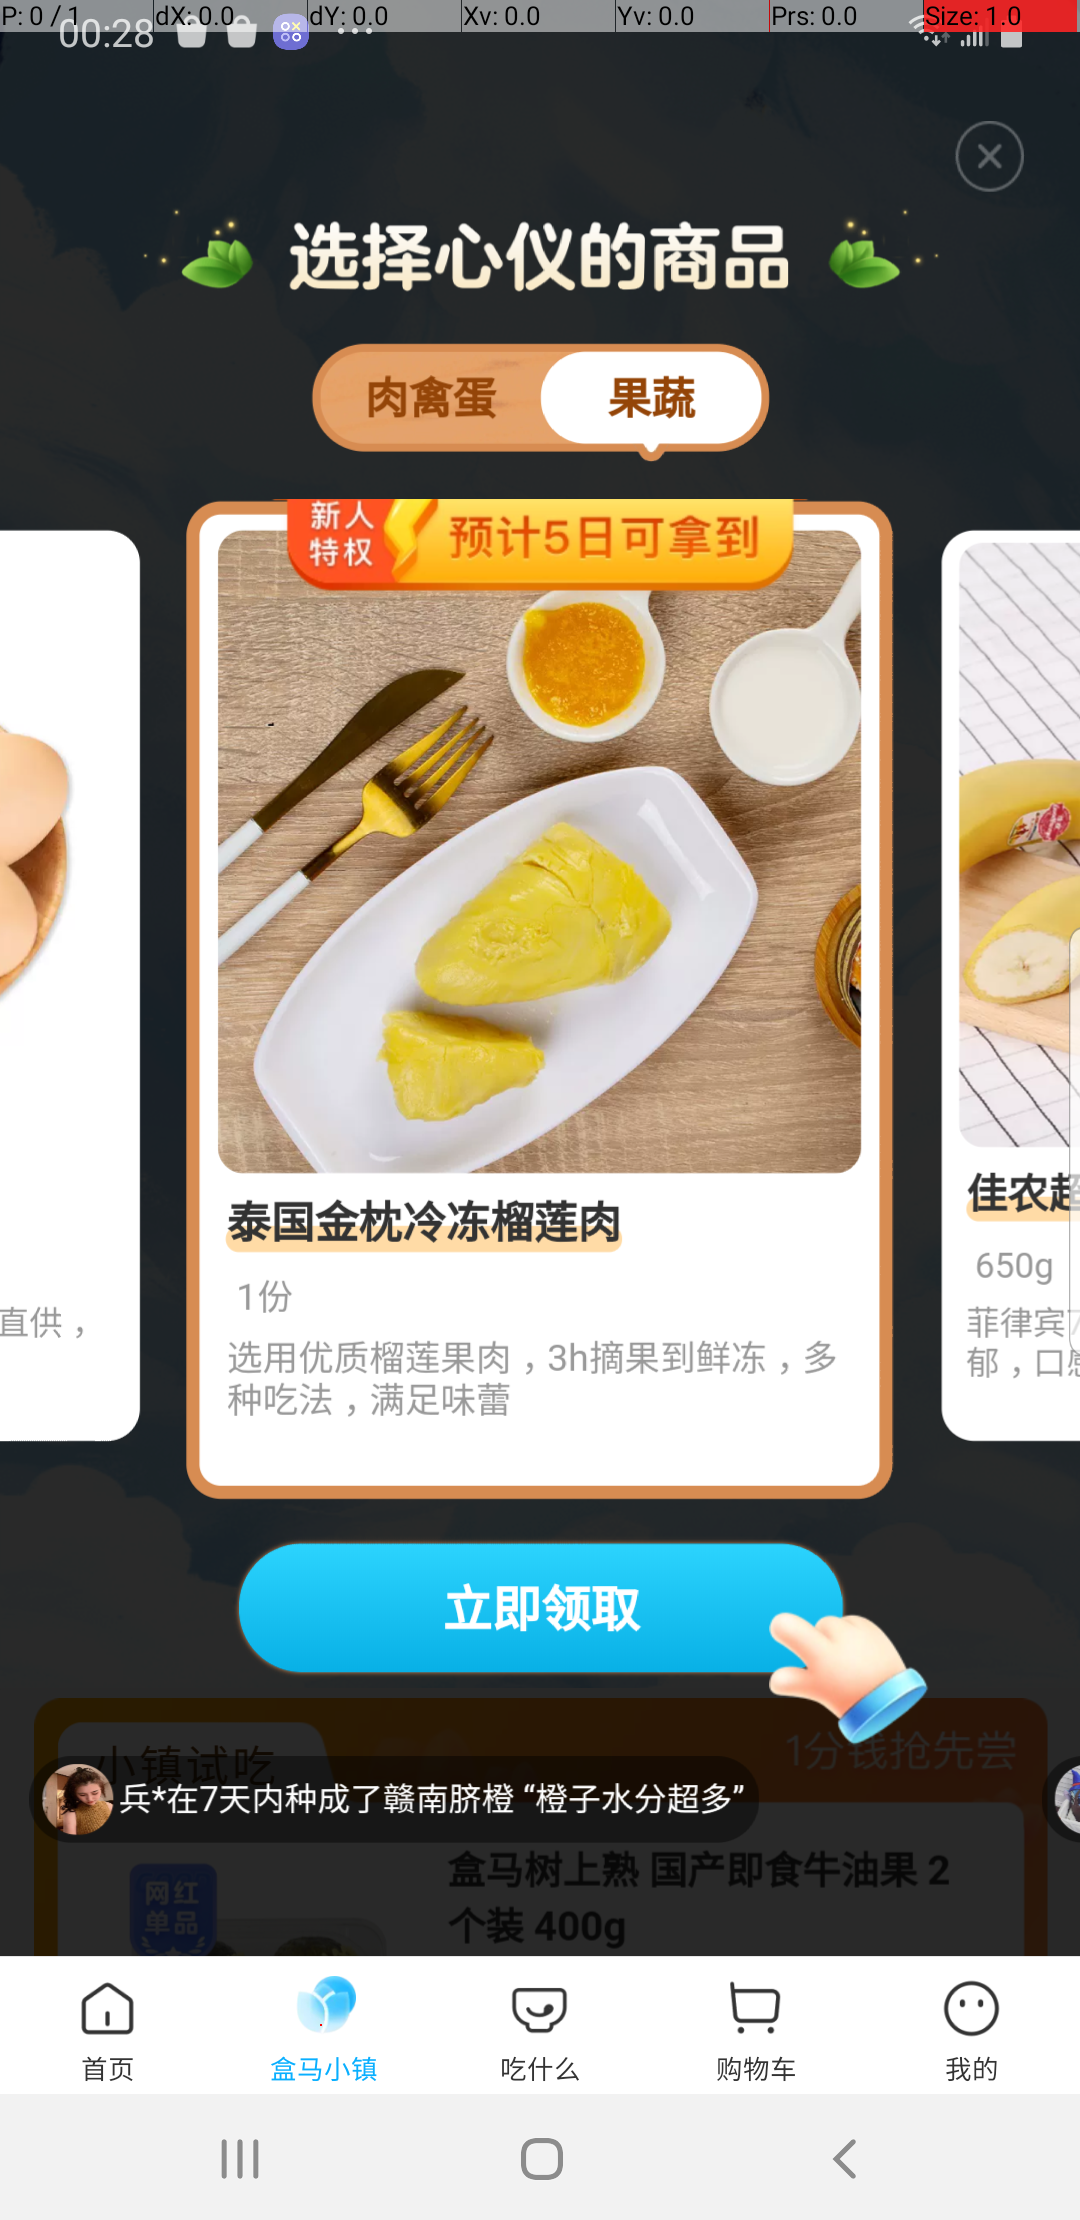 P: 0 / 1 dX: 0.0 dY: 0.0 Xv: 0.0 Yv: 0.0 Prs: 0.0 Size: 1.0
00:28
选择心仪的商品
肉禽蛋 果蔬
新人
特权
预计5日可拿到
泰国金枕冷冻榴莲肉
1份
选用优质榴莲果肉，3h摘果到鲜冻，多
种吃法，满足味蕾
直供，
佳农超
650g
菲律宾
郁，口感
立即领取
小镇试吃
1分钱抢先尝
兵*在7天内种成了赣南脐橙 “橙子水分超多”
网红
单品
盒马树上熟 国产即食牛油果 2
个装 400g
首页 盒马小镇 吃什么 购物车 我的